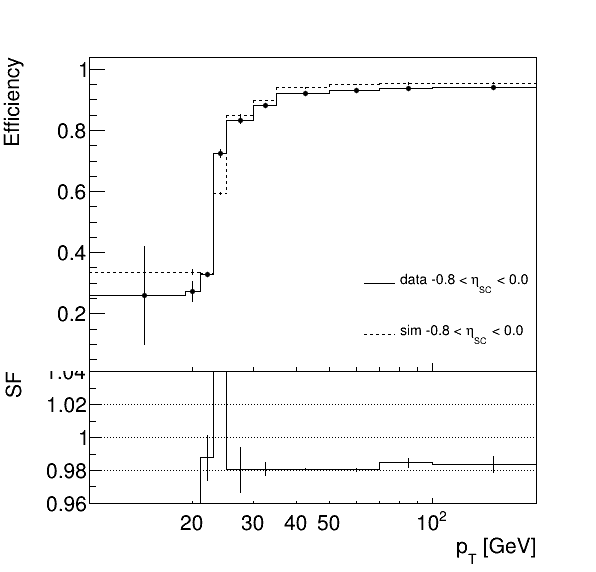 Efficiency
1
0.8
0.6
0.4
0.2
data -0.8 < η_SC < 0.0
sim -0.8 < η_SC < 0.0
SF
1.04
1.02
1
0.98
0.96
20 30 40 50 10²
p_T [GeV]